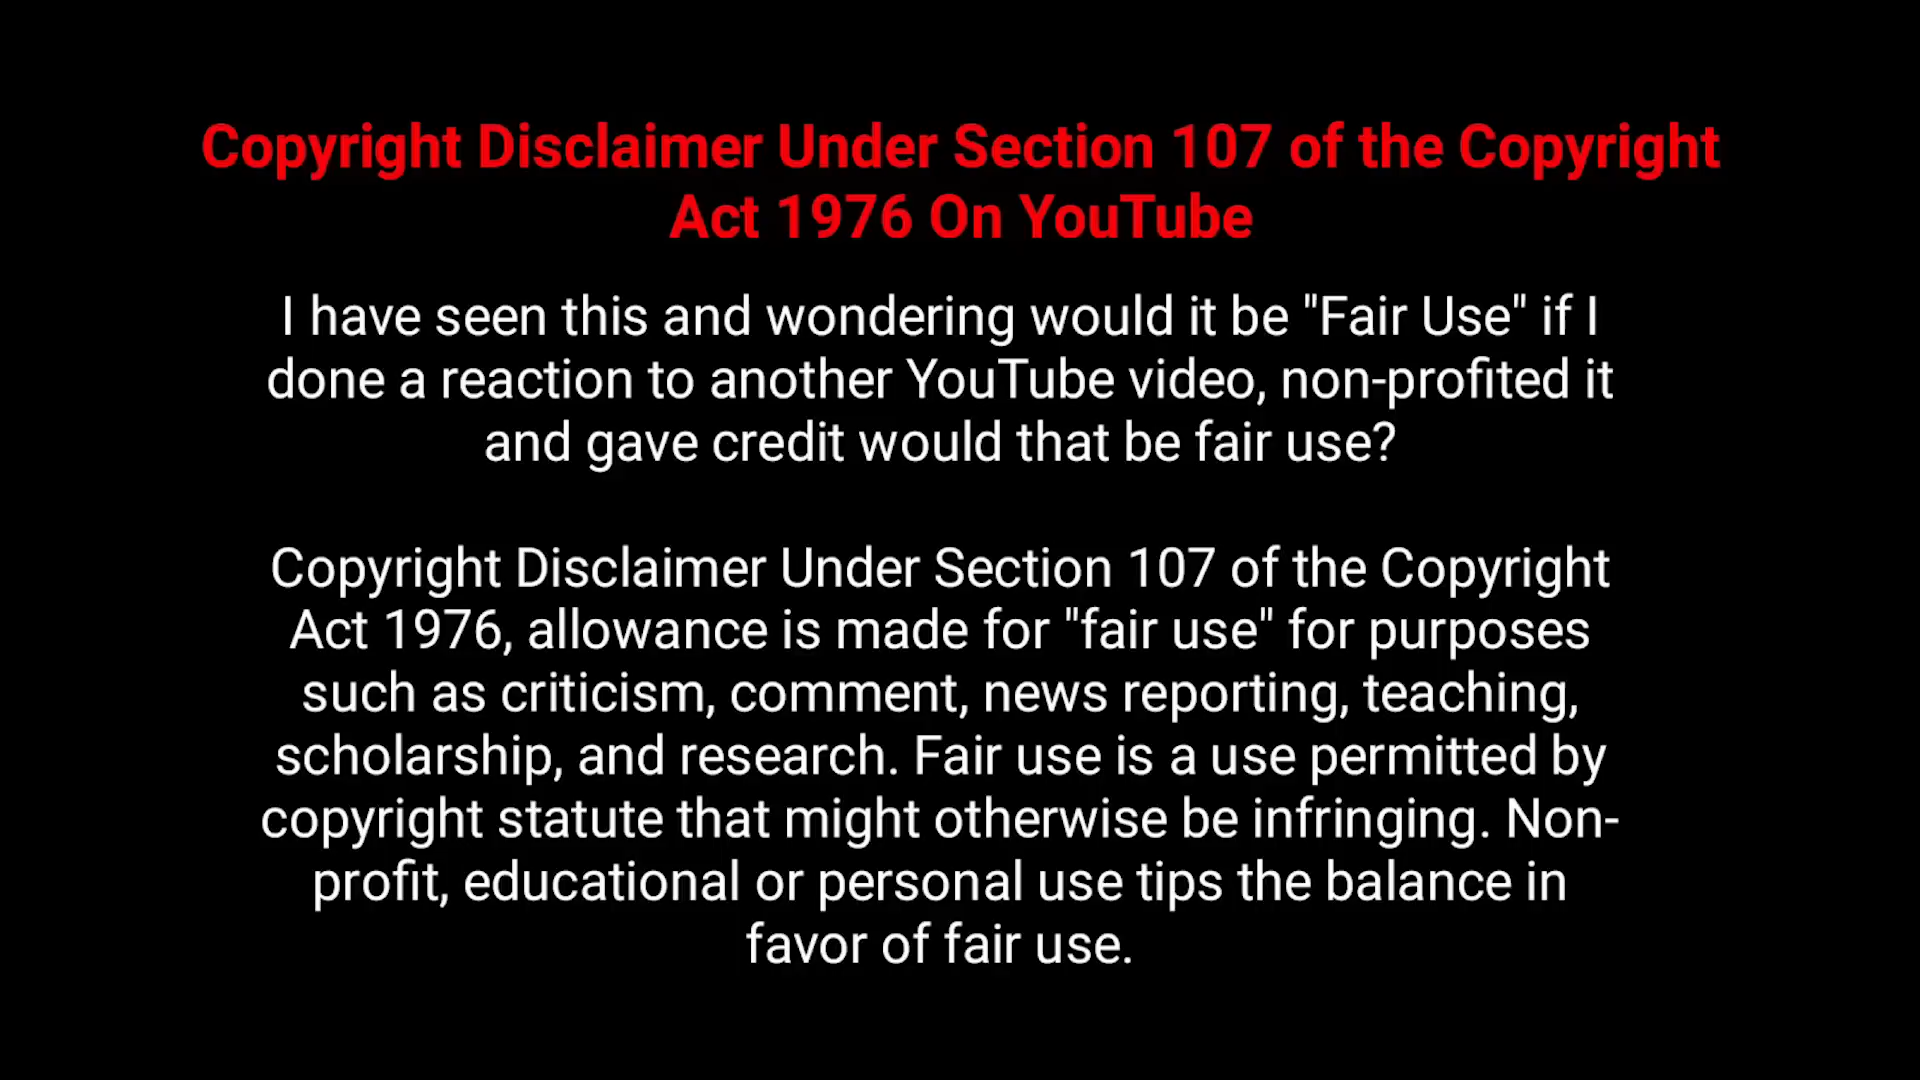 Copyright Disclaimer Under Section 107 of the Copyright
Act 1976 On YouTube
I have seen this and wondering would it be "Fair Use" if I
done a reaction to another YouTube video, non-profited it
and gave credit would that be fair use?
Copyright Disclaimer Under Section 107 of the Copyright
Act 1976, allowance is made for "fair use" for purposes
such as criticism, comment, news reporting, teaching,
scholarship, and research. Fair use is a use permitted by
copyright statute that might otherwise be infringing. Non-
profit, educational or personal use tips the balance in
favor of fair use.